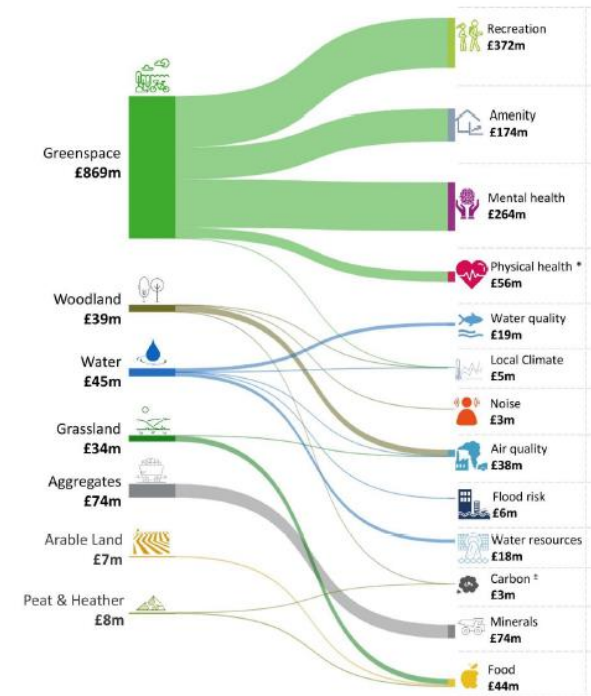 Greenspace
£869m
Woodland
£39m
Water
£45m
Grassland
£34m
Aggregates
£74m
Arable Land
£7m
Peat & Heather
£8m
Recreation
£372m
Amenity
£174m
Mental health
£264m
Physical health *
£56m
Water quality
£19m
Local Climate
£5m
Noise
£3m
Air quality
£38m
Flood risk
£6m
Water resources
£18m
Carbon ±
£3m
Minerals
£74m
Food
£44m